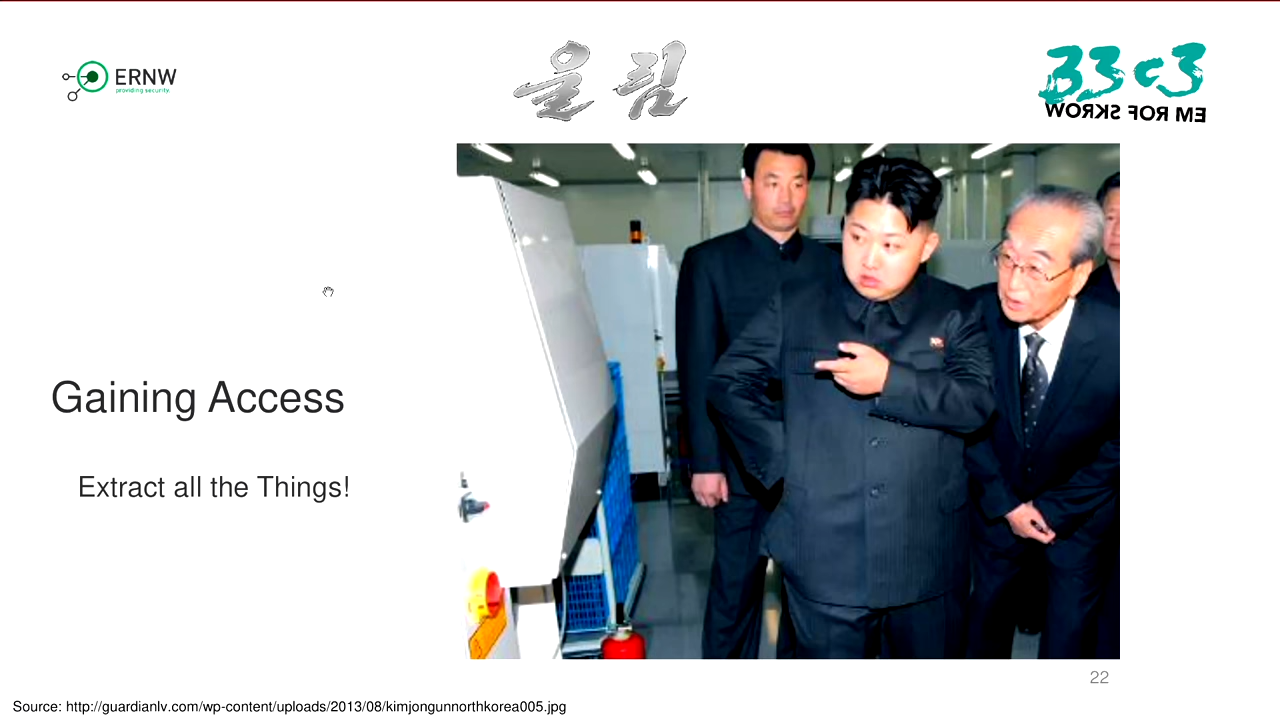 ERNW
providing security.
울림
33c3
WORKS FOR ME
Gaining Access
Extract all the Things!
22
Source: http://guardianlv.com/wp-content/uploads/2013/08/kimjongunnorthkorea005.jpg